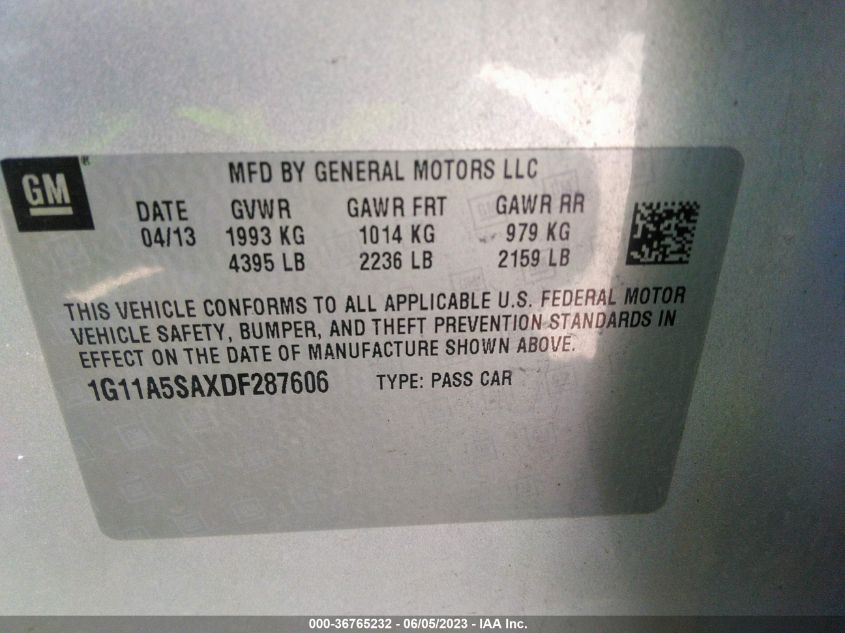 GM ®
MFD BY GENERAL MOTORS LLC
DATE GVWR GAWR FRT GAWR RR
04/13 1993 KG 1014 KG 979 KG
4395 LB 2236 LB 2159 LB
THIS VEHICLE CONFORMS TO ALL APPLICABLE U.S. FEDERAL MOTOR
VEHICLE SAFETY, BUMPER, AND THEFT PREVENTION STANDARDS IN
EFFECT ON THE DATE OF MANUFACTURE SHOWN ABOVE.
1G11A5SAXDF287606 TYPE: PASS CAR
000-36765232 - 06/05/2023 - IAA Inc.